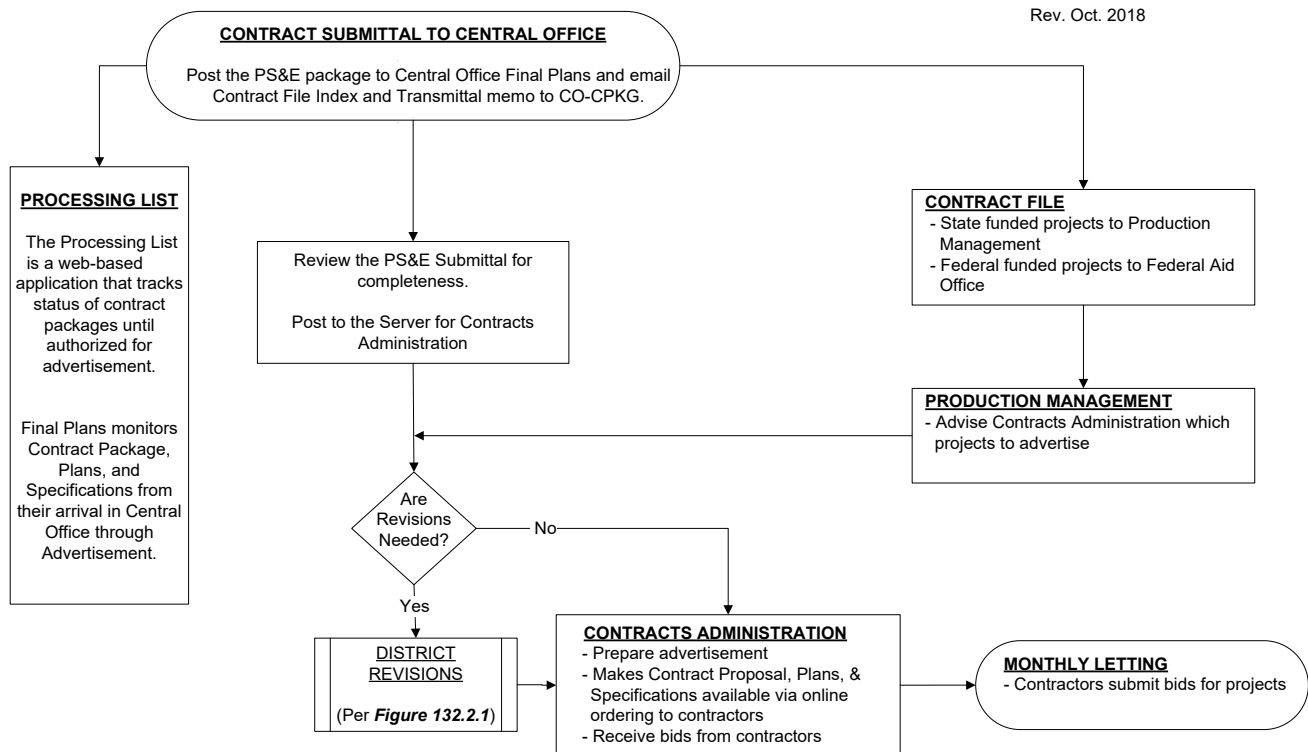 Rev. Oct. 2018
CONTRACT SUBMITTAL TO CENTRAL OFFICE
Post the PS&E package to Central Office Final Plans and email
Contract File Index and Transmittal memo to CO-CPKG.
PROCESSING LIST
The Processing List
is a web-based
application that tracks
status of contract
packages until
authorized for
advertisement.
Final Plans monitors
Contract Package,
Plans, and
Specifications from
their arrival in Central
Office through
Advertisement.
Review the PS&E Submittal for
completeness.
Post to the Server for Contracts
Administration
CONTRACT FILE
- State funded projects to Production
Management
- Federal funded projects to Federal Aid
Office
PRODUCTION MANAGEMENT
- Advise Contracts Administration which
projects to advertise
Are
Revisions
Needed?
No
Yes
DISTRICT
REVISIONS
(Per Figure 132.2.1)
CONTRACTS ADMINISTRATION
- Prepare advertisement
- Makes Contract Proposal, Plans, &
Specifications available via online
ordering to contractors
- Receive bids from contractors
MONTHLY LETTING
- Contractors submit bids for projects